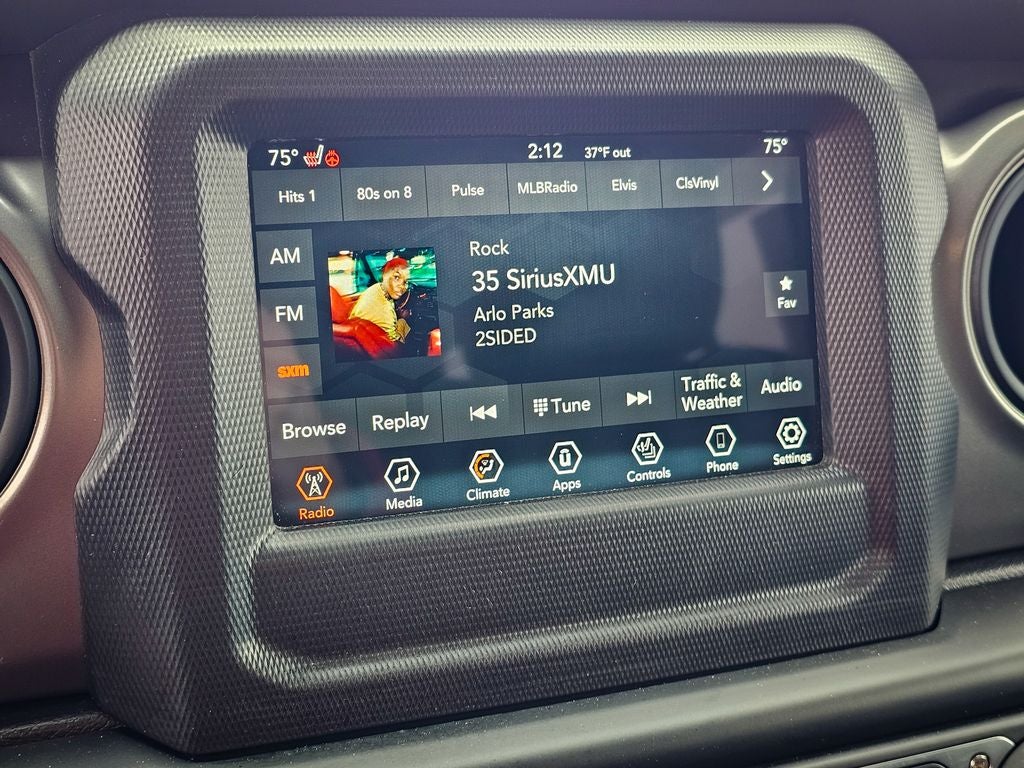 75° 2:12 37°F out 75°
Hits 1 80s on 8 Pulse MLBRadio Elvis ClsVinyl
AM
FM
sxm
Rock
35 SiriusXMU
Arlo Parks
2SIDED
Fav
Browse Replay Tune Traffic & Weather Audio
Radio Media Climate Apps Controls Phone Settings